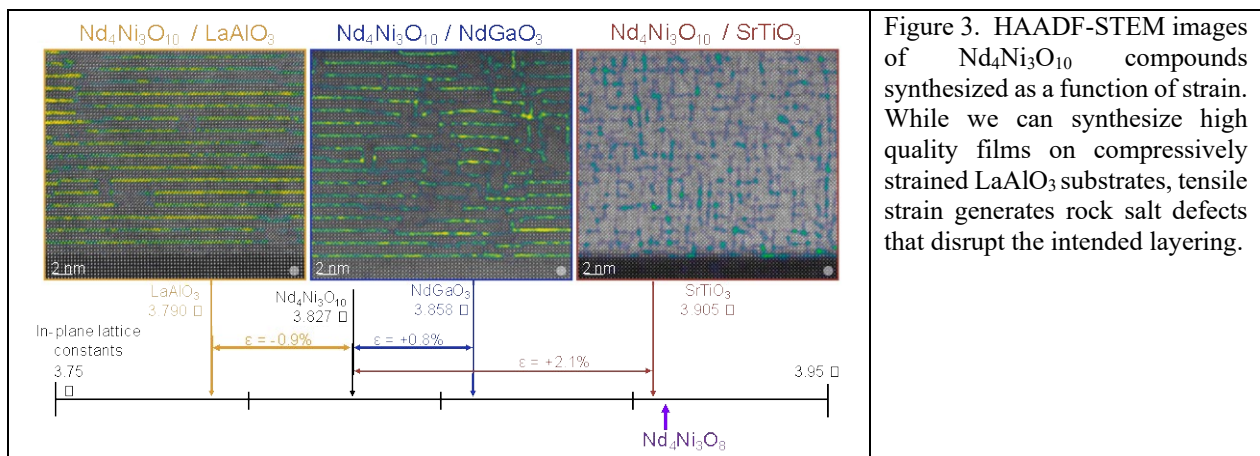 Nd₄Ni₃O₁₀ / LaAlO₃
Nd₄Ni₃O₁₀ / NdGaO₃
Nd₄Ni₃O₁₀ / SrTiO₃
2 nm
2 nm
2 nm
LaAlO₃
3.790 □
Nd₄Ni₃O₁₀
3.827 □
NdGaO₃
3.858 □
SrTiO₃
3.905 □
In-plane lattice
constants
3.75
□
ε = -0.9%
ε = +0.8%
ε = +2.1%
3.95 □
Nd₄Ni₃O₈
Figure 3. HAADF-STEM images
of Nd₄Ni₃O₁₀ compounds
synthesized as a function of strain.
While we can synthesize high
quality films on compressively
strained LaAlO₃ substrates, tensile
strain generates rock salt defects
that disrupt the intended layering.